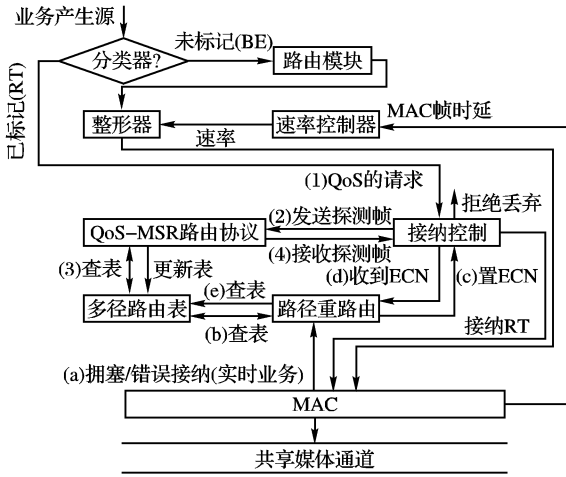 业务产生源
分类器?
未标记(BE)
路由模块
已标记(RT)
整形器
速率
速率控制器
MAC帧时延
(1)QoS的请求
拒绝丢弃
QoS-MSR路由协议
(2)发送探测帧
(4)接收探测帧
接纳控制
(3)查表
更新表
(d)收到ECN
(c)置ECN
多径路由表
(e)查表
(b)查表
路径重路由
接纳RT
(a)拥塞/错误接纳(实时业务)
MAC
共享媒体通道